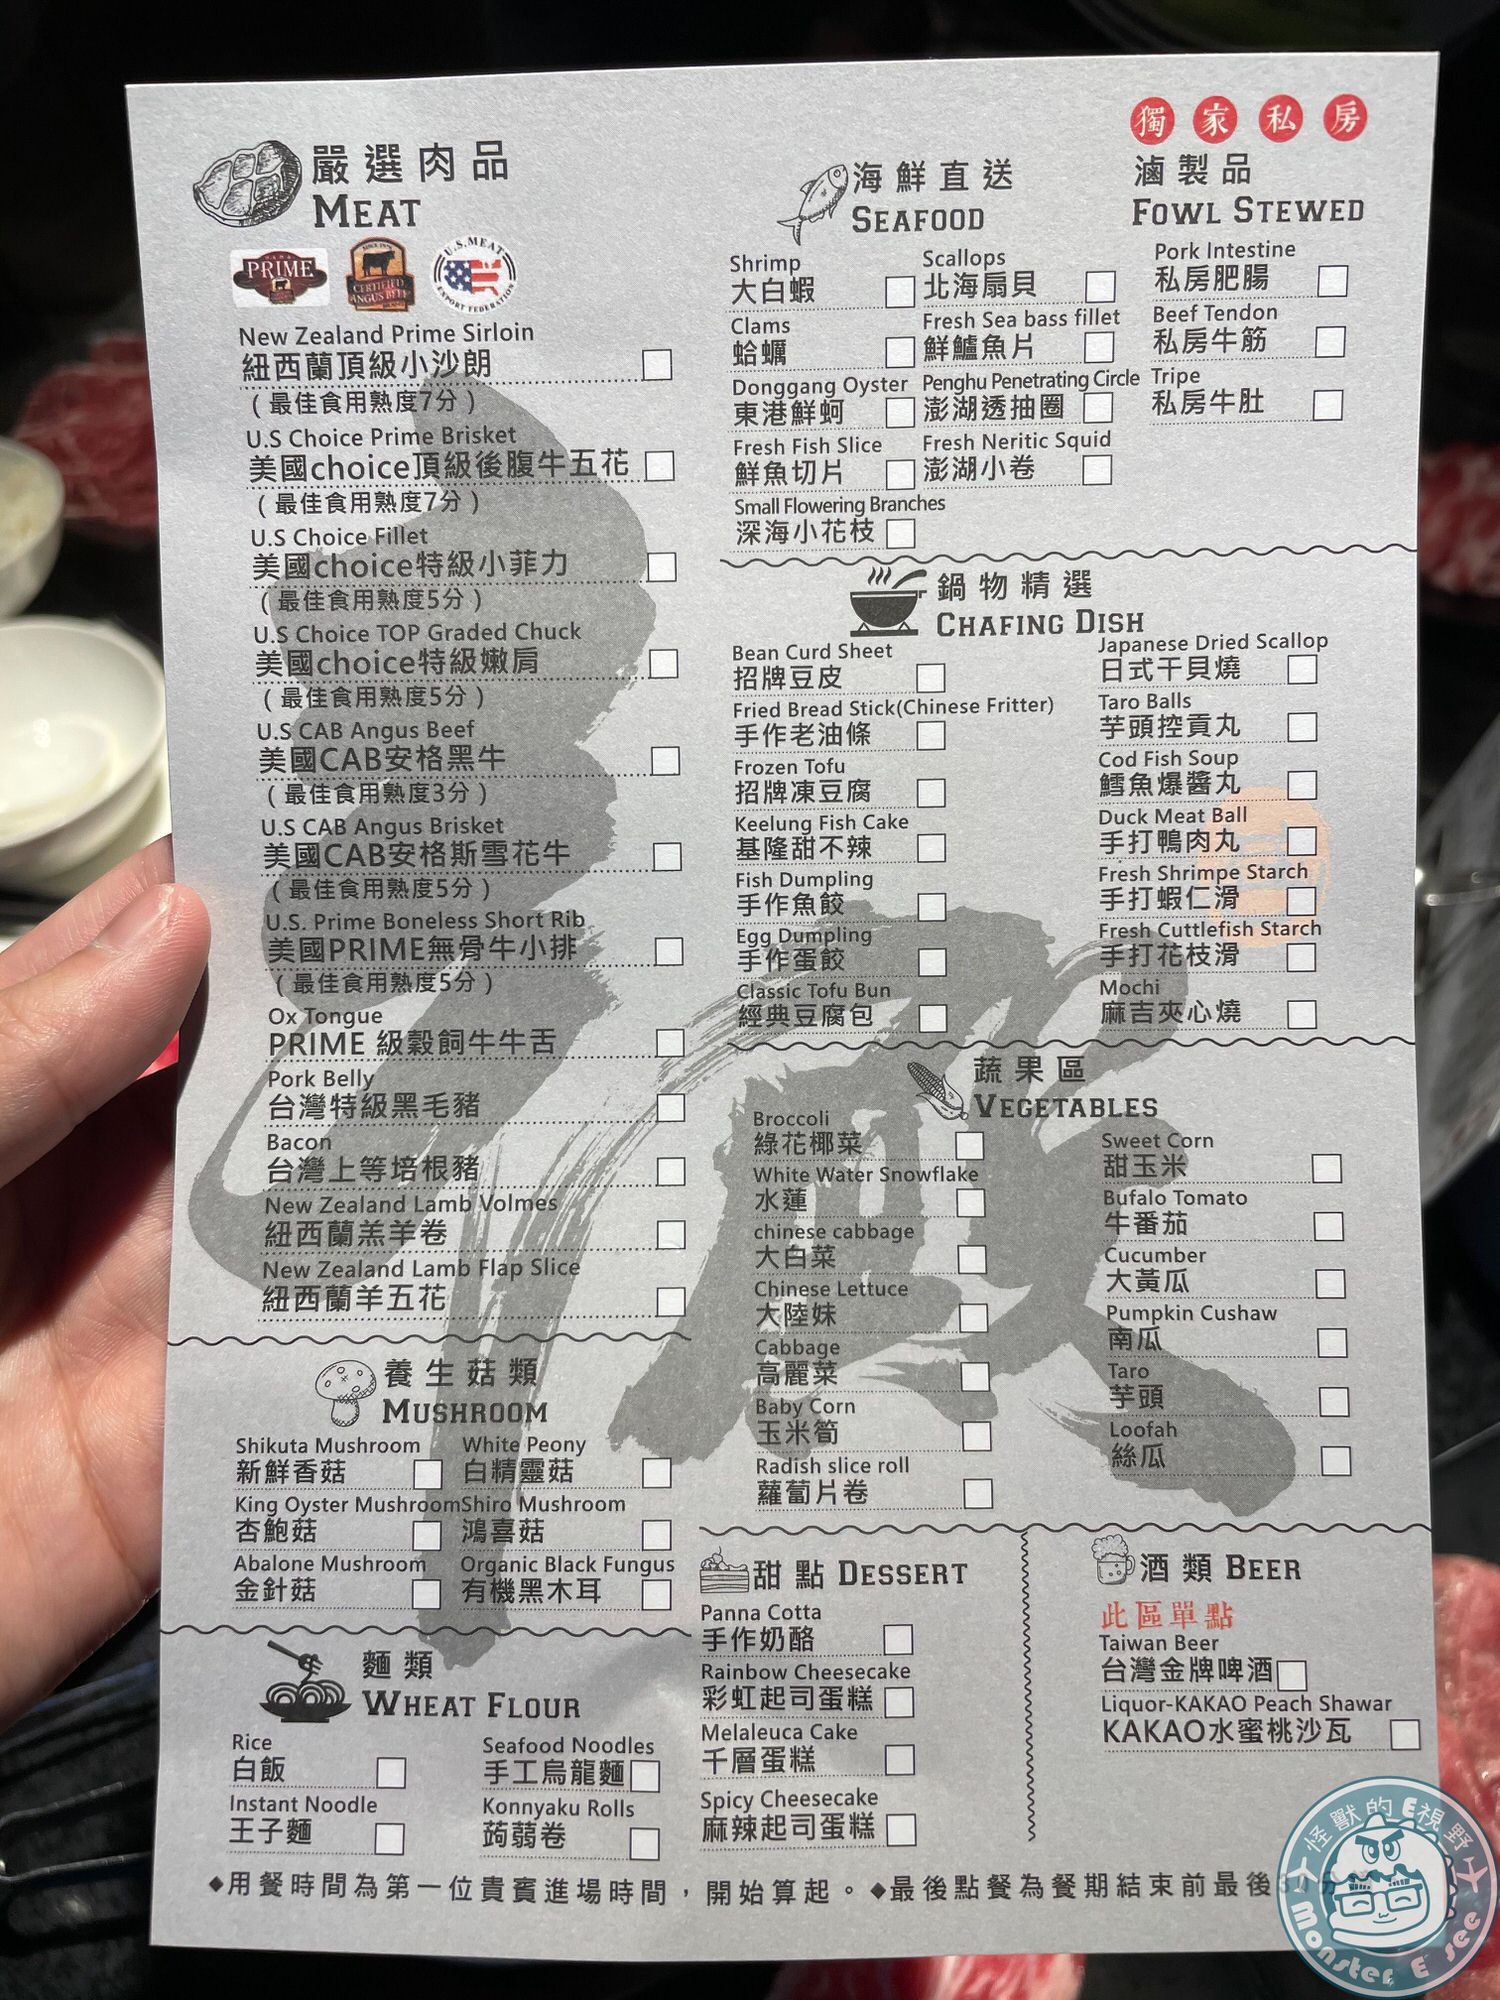 嚴選肉品
MEAT
PRIME
SINCE 1978
CERTIFIED
ANGUS BEEF
U.S. MEAT
EXPORT FEDERATION
New Zealand Prime Sirloin
紐西蘭頂級小沙朗
(最佳食用熟度7分)
U.S Choice Prime Brisket
美國choice頂級後腹牛五花
(最佳食用熟度7分)
U.S Choice Fillet
美國choice特級小菲力
(最佳食用熟度5分)
U.S Choice TOP Graded Chuck
美國choice特級嫩肩
(最佳食用熟度5分)
U.S CAB Angus Beef
美國CAB安格黑牛
(最佳食用熟度3分)
U.S CAB Angus Brisket
美國CAB安格斯雪花牛
(最佳食用熟度5分)
U.S. Prime Boneless Short Rib
美國PRIME無骨牛小排
(最佳食用熟度5分)
Ox Tongue
PRIME 級穀飼牛牛舌
Pork Belly
台灣特級黑毛豬
Bacon
台灣上等培根豬
New Zealand Lamb Volmes
紐西蘭羔羊卷
New Zealand Lamb Flap Slice
紐西蘭羊五花
養生菇類
MUSHROOM
Shikuta Mushroom
新鮮香菇
White Peony
白精靈菇
King Oyster Mushroom
杏鮑菇
Shiro Mushroom
鴻喜菇
Abalone Mushroom
金針菇
Organic Black Fungus
有機黑木耳
麵類
WHEAT FLOUR
Rice
白飯
Seafood Noodles
手工烏龍麵
Instant Noodle
王子麵
Konnyaku Rolls
蒟蒻卷
海鮮直送
SEAFOOD
Shrimp
大白蝦
Scallops
北海扇貝
Clams
蛤蠣
Fresh Sea bass fillet
鮮鱸魚片
Donggang Oyster
東港鮮蚵
Penghu Penetrating Circle
澎湖透抽圈
Fresh Fish Slice
鮮魚切片
Fresh Neritic Squid
澎湖小卷
Small Flowering Branches
深海小花枝
獨家私房
滷製品
FOWL STEWED
Pork Intestine
私房肥腸
Beef Tendon
私房牛筋
Tripe
私房牛肚
鍋物精選
CHAFING DISH
Bean Curd Sheet
招牌豆皮
Fried Bread Stick(Chinese Fritter)
手作老油條
Frozen Tofu
招牌凍豆腐
Keelung Fish Cake
基隆甜不辣
Fish Dumpling
手作魚餃
Egg Dumpling
手作蛋餃
Classic Tofu Bun
經典豆腐包
Japanese Dried Scallop
日式干貝燒
Taro Balls
芋頭控貢丸
Cod Fish Soup
鱈魚爆醬丸
Duck Meat Ball
手打鴨肉丸
Fresh Shrimpe Starch
手打蝦仁滑
Fresh Cuttlefish Starch
手打花枝滑
Mochi
麻吉夾心燒
蔬果區
VEGETABLES
Broccoli
綠花椰菜
White Water Snowflake
水蓮
chinese cabbage
大白菜
Chinese Lettuce
大陸妹
Cabbage
高麗菜
Baby Corn
玉米筍
Radish slice roll
蘿蔔片卷
Sweet Corn
甜玉米
Bufalo Tomato
牛番茄
Cucumber
大黃瓜
Pumpkin Cushaw
南瓜
Taro
芋頭
Loofah
絲瓜
甜點 DESSERT
Panna Cotta
手作奶酪
Rainbow Cheesecake
彩虹起司蛋糕
Melaleuca Cake
千層蛋糕
Spicy Cheesecake
麻辣起司蛋糕
酒類 BEER
此區單點
Taiwan Beer
台灣金牌啤酒
Liquor-KAKAO Peach Shawar
KAKAO水蜜桃沙瓦
◆用餐時間為第一位貴賓進場時間，開始算起。◆最後點餐為餐期結束前最後
怪獸的E視野
Monster E see